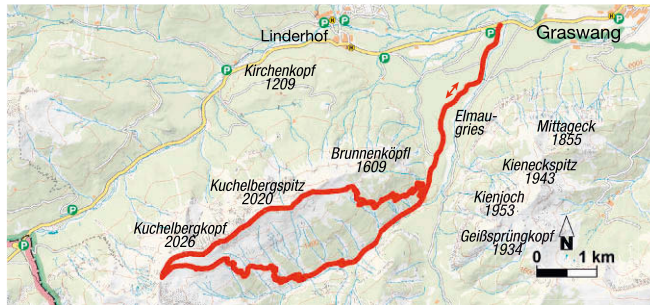 Linderhof
Graswang
Kirchenkopf
1209
Elmau-
gries
Mittageck
1855
Brunnenköpfl
1609
Kieneckspitz
1943
Kuchelbergspitz
2020
Kienjoch
1953
Kuchelbergkopf
2026
Geißsprüngkopf
1934
N
0 1 km
P
P
P
P
P
P
P
H
H
H